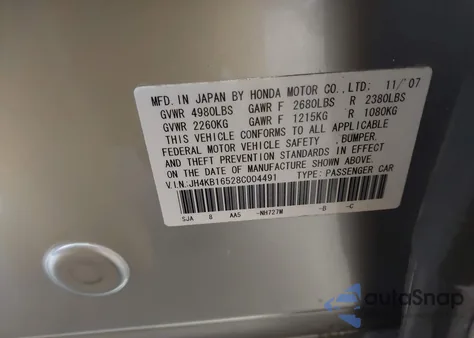 MFD. IN JAPAN BY HONDA MOTOR CO., LTD: 11/'07
GVWR 4980LBS GAWR F 2680LBS R 2380LBS
GVWR 2260KG GAWR F 1215KG R 1080KG
THIS VEHICLE CONFORMS TO ALL APPLICABLE
FEDERAL MOTOR VEHICLE SAFETY , BUMPER,
AND THEFT PREVENTION STANDARDS IN EFFECT
ON THE DATE OF MANUFACTURE SHOWN ABOVE.
V.I.N:JH4KB16528C004491 TYPE: PASSENGER CAR
SJA 8 AA5 -NH727M -B -C
autoSnap